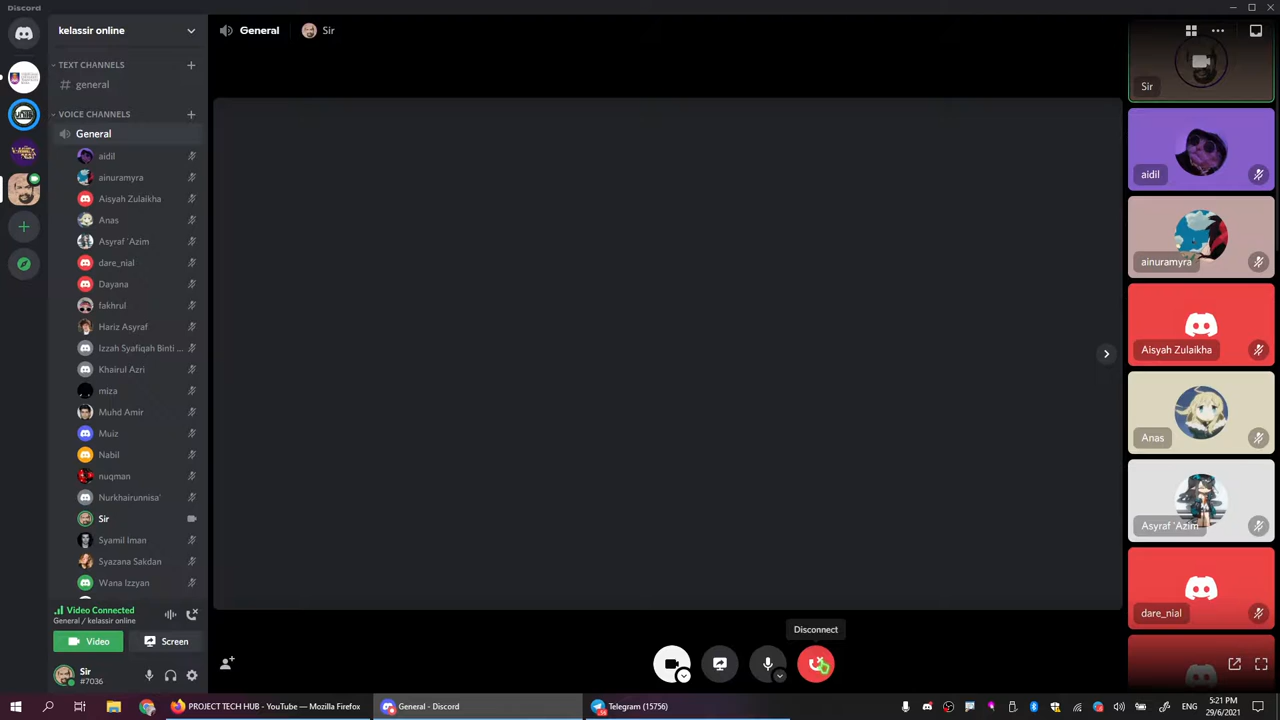 Discord
kelassir online
General
Sir
TEXT CHANNELS
general
VOICE CHANNELS
General
aidil
ainuramyra
Aisyah Zulaikha
Anas
Asyraf 'Azim
dare_nial
Dayana
fakhrul
Hariz Asyraf
Izzah Syafiqah Binti ...
Khairul Azri
miza
Muhd Amir
Muiz
Nabil
nuqman
Nurkhairunnisa'
Sir
Syamil Iman
Syazana Sakdan
Wana Izzyan
Video Connected
General / kelassir online
Video
Screen
Sir
#7036
Disconnect
Sir
aidil
ainuramyra
Aisyah Zulaikha
Anas
Asyraf 'Azim
dare_nial
PROJECT TECH HUB - YouTube — Mozilla Firefox
General - Discord
Telegram (15756)
ENG
5:21 PM
29/6/2021